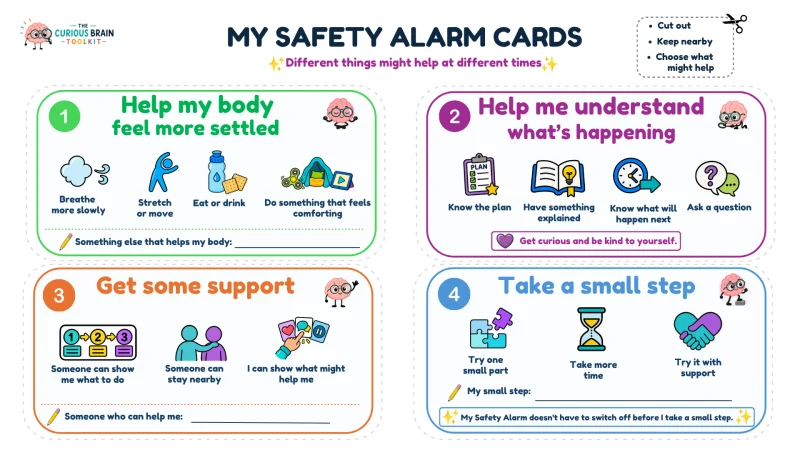 THE
CURIOUS BRAIN
TOOLKIT
MY SAFETY ALARM CARDS
✨Different things might help at different times✨
• Cut out
• Keep nearby
• Choose what
might help
1
Help my body
feel more settled
Breathe
more slowly
Stretch
or move
Eat or drink
Do something that feels
comforting
Something else that helps my body:
2
Help me understand
what's happening
PLAN
Know the plan
Have something
explained
Know what will
happen next
?
Ask a question
Get curious and be kind to yourself.
3
Get some support
1 2 3
Someone can show
me what to do
Someone can
stay nearby
I can show what might
help me
Someone who can help me:
4
Take a small step
Try one
small part
Take more
time
Try it with
support
My small step:
✨My Safety Alarm doesn't have to switch off before I take a small step.✨